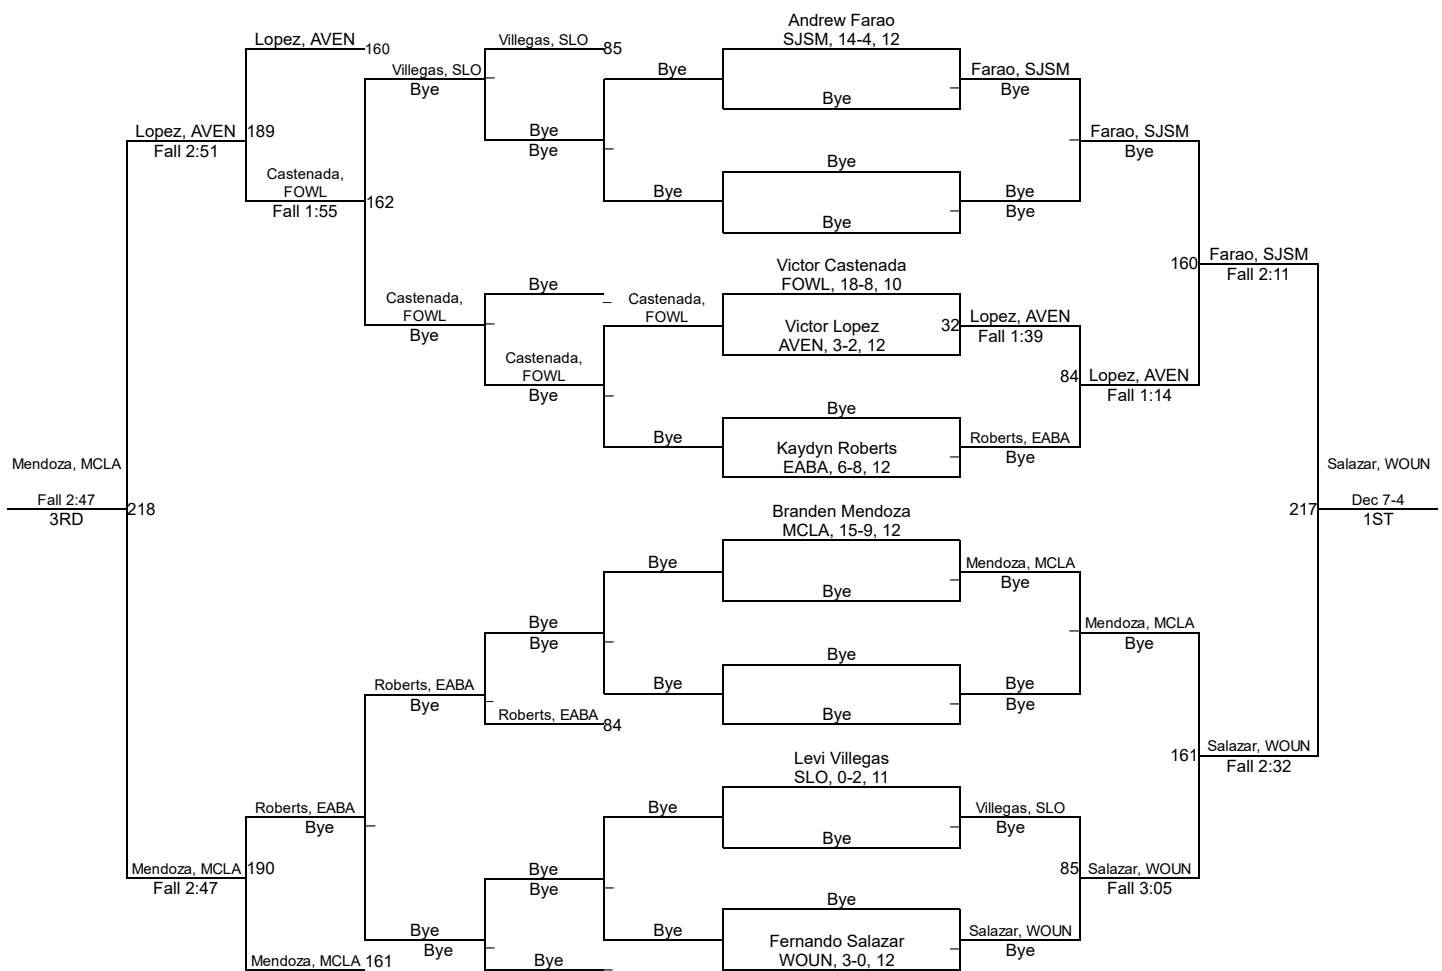 Andrew Farao
SJSM, 14-4, 12
Lopez, AVEN
160
Villegas, SLO
85
Villegas, SLO
Bye
Bye
Farao, SJSM
Bye
Bye
Lopez, AVEN
189
Fall 2:51
Bye
Bye
Farao, SJSM
Bye
Bye
Castenada,
FOWL
Fall 1:55
162
Bye
Bye
Bye
Bye
Victor Castenada
FOWL, 18-8, 10
160
Farao, SJSM
Fall 2:11
Bye
Castenada,
FOWL
Bye
Castenada,
FOWL
Victor Lopez
AVEN, 3-2, 12
32
Lopez, AVEN
Fall 1:39
Castenada,
FOWL
Bye
84
Lopez, AVEN
Fall 1:14
Bye
Bye
Kaydyn Roberts
EABA, 6-8, 12
Roberts, EABA
Bye
Mendoza, MCLA
Fall 2:47
3RD
218
Salazar, WOUN
217
Dec 7-4
1ST
Branden Mendoza
MCLA, 15-9, 12
Bye
Bye
Mendoza, MCLA
Bye
Bye
Bye
Mendoza, MCLA
Bye
Bye
Roberts, EABA
Bye
Bye
Bye
Bye
Bye
Roberts, EABA
84
Levi Villegas
SLO, 0-2, 11
161
Salazar, WOUN
Fall 2:32
Roberts, EABA
Bye
Bye
Bye
Villegas, SLO
Bye
Mendoza, MCLA
190
Fall 2:47
Bye
Bye
85
Salazar, WOUN
Fall 3:05
Bye
Bye
Bye
Bye
Fernando Salazar
WOUN, 3-0, 12
Salazar, WOUN
Bye
Mendoza, MCLA
161
Bye